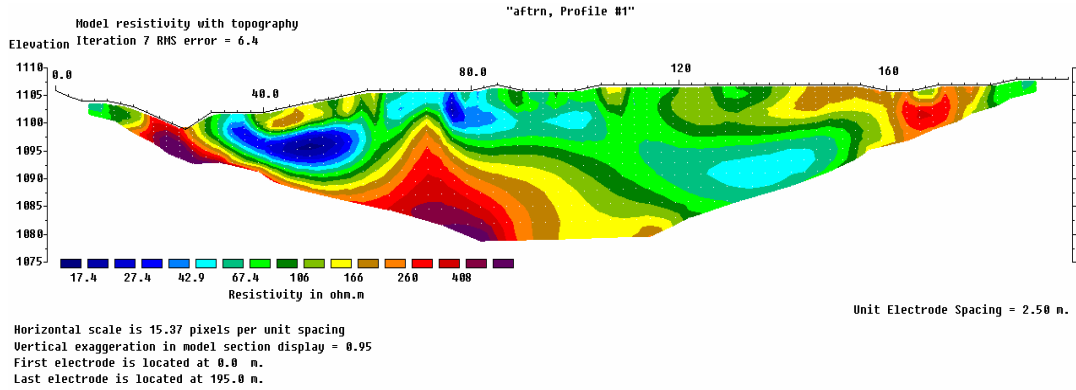 "aftrn, Profile #1"
Model resistivity with topography
Iteration 7 RMS error = 6.4
Elevation
1110
1105
1100
1095
1090
1085
1080
1075
0.0
40.0
80.0
120
160
17.4 27.4 42.9 67.4 106 166 260 408
Resistivity in ohm.m
Unit Electrode Spacing = 2.50 m.
Horizontal scale is 15.37 pixels per unit spacing
Vertical exaggeration in model section display = 0.95
First electrode is located at 0.0 m.
Last electrode is located at 195.0 m.